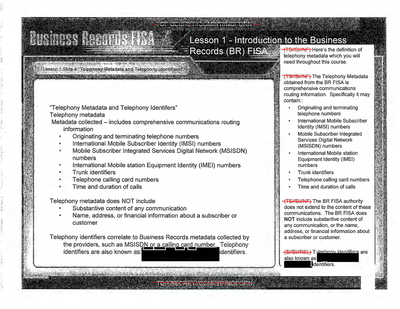 Business Records FISA
Lesson 1 - Introduction to the Business
Records (BR) FISA
Lesson 1 Slide 4 "Telephony Metadata and Telephony Identifiers"
"Telephony Metadata and Telephony Identifers"
Telephony metadata
Metadata collected – includes comprehensive communications routing
information
• Originating and terminating telephone numbers
• International Mobile Subscriber Identity (IMSI) numbers
• Mobile Subscriber Integrated Services Digital Network (MSISDN)
numbers
• International Mobile station Equipment Identity (IMEI) numbers
• Trunk identifiers
• Telephone calling card numbers
• Time and duration of calls
Telephony metadata does NOT include
• Substantive content of any communication
• Name, address, or financial information about a subscriber or
customer
Telephony identifiers correlate to Business Records metadata collected by
the providers, such as MSISDN or a calling card number. Telephony
identifiers are also known as identifiers.
(TS//SI//NF) Here's the definition of
telephony metadata which you will
need throughout this course.
(TS//SI//NF) The Telephony Metadata
obtained from the BR FISA is
comprehensive communications
routing information. Specifically it may
contain:
• Originating and terminating
telephone numbers
• International Mobile Subscriber
Identity (IMSI) numbers
• Mobile Subscriber Integrated
Services Digital Network
(MSISDN) numbers
• International Mobile station
Equipment Identity (IMEI)
numbers
• Trunk identifiers
• Telephone calling card numbers
• Time and duration of calls
(TS//SI//NF) The BR FISA authority
does not extend to the content of these
communications. The BR FISA does
NOT include substantive content of
any communication, or the name,
address, or financial information about
a subscriber or customer.
Telephony identifiers are
also known as
identifiers.
TOP SECRET//COMINT//NOFORN